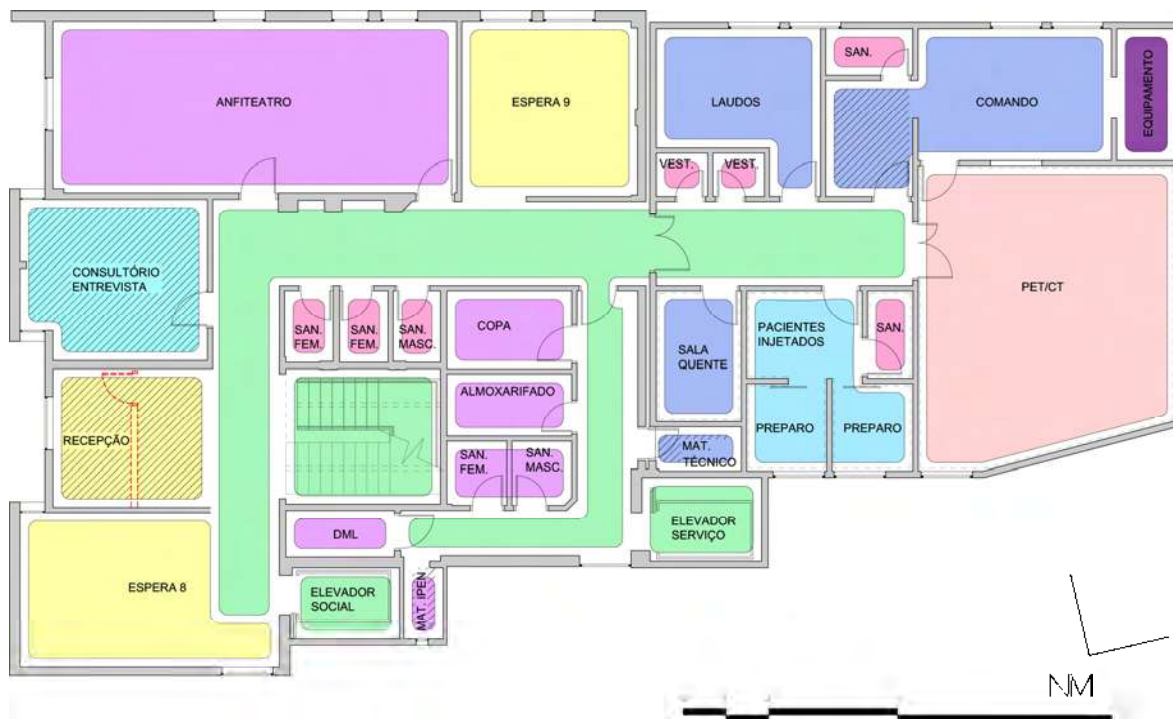 ANFITEATRO
ESPERA 9
LAUDOS
SAN.
COMANDO
EQUIPAMENTO
VEST.
VEST.
CONSULTÓRIO
ENTREVISTA
PET/CT
SAN.
FEM.
SAN.
FEM.
SAN.
MASC.
COPA
SALA
QUENTE
PACIENTES
INJETADOS
SAN.
RECEPÇÃO
ALMOXARIFADO
PREPARO
PREPARO
SAN.
FEM.
SAN.
MASC.
MAT.
TÉCNICO
DML
ELEVADOR
SERVIÇO
ESPERA 8
ELEVADOR
SOCIAL
MAT. IPEN
NM